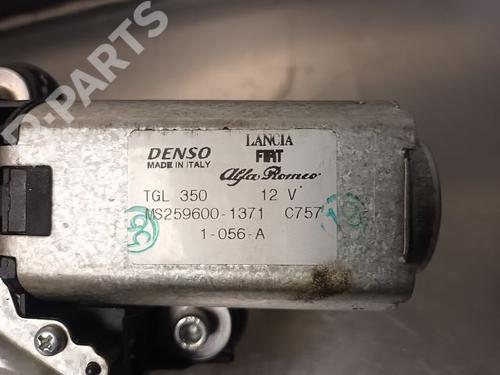 B-PARTS
DENSO
MADE IN ITALY
LANCIA
FIAT
Alfa Romeo
TGL 350 12 V
MS259600-1371 C757
1-056-A